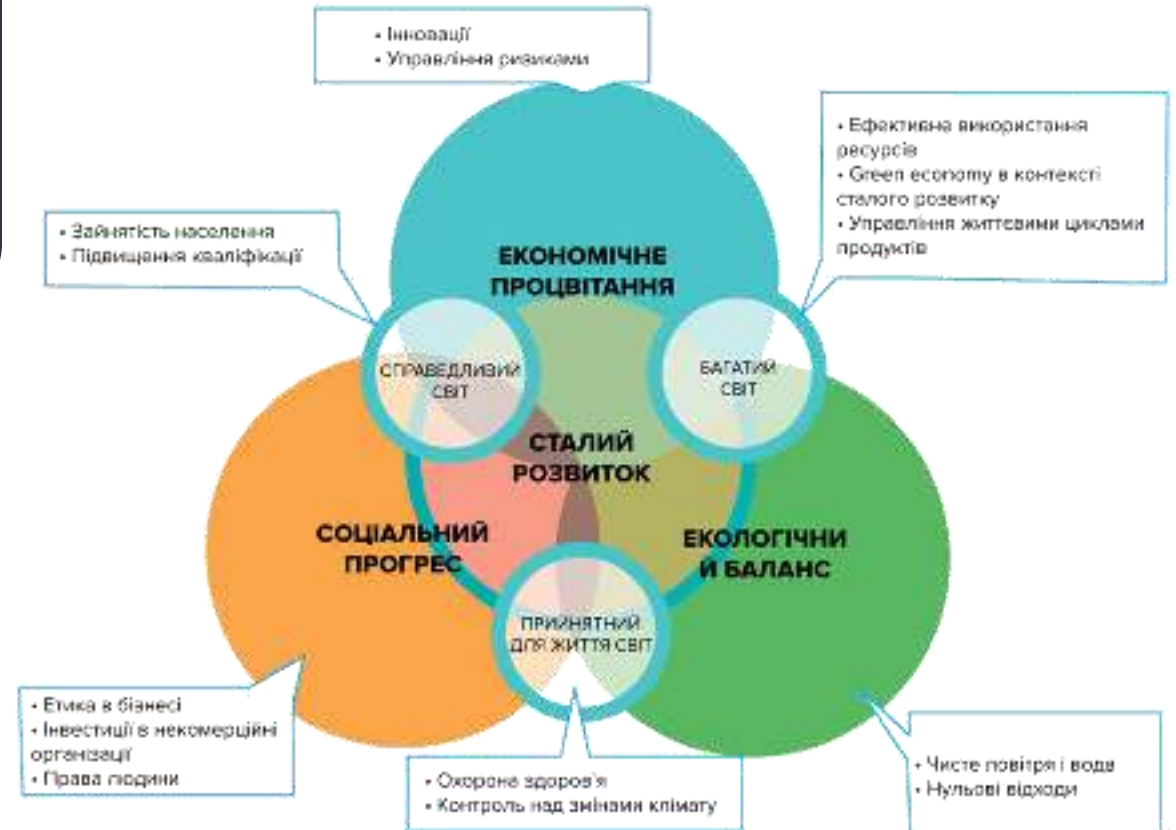 • Інновації
• Управління ризиками
• Ефективне використання
ресурсів
• Green economy в контексті
сталого розвитку
• Управління життєвими циклами
продуктів
• Зайнятість населення
• Підвищення кваліфікації
ЕКОНОМІЧНЕ
ПРОЦВІТАННЯ
СПРАВЕДЛИВИЙ
СВІТ
БАГАТИЙ
СВІТ
СТАЛИЙ
РОЗВИТОК
СОЦІАЛЬНИЙ
ПРОГРЕС
ЕКОЛОГІЧНИ
Й БАЛАНС
ПРИЙНЯТНИЙ
ДЛЯ ЖИТТЯ СВІТ
• Етика в бізнесі
• Інвестиції в некомерційні
організації
• Права людини
• Охорона здоров'я
• Контроль над змінами клімату
• Чисте повітря і вода
• Нульові відходи